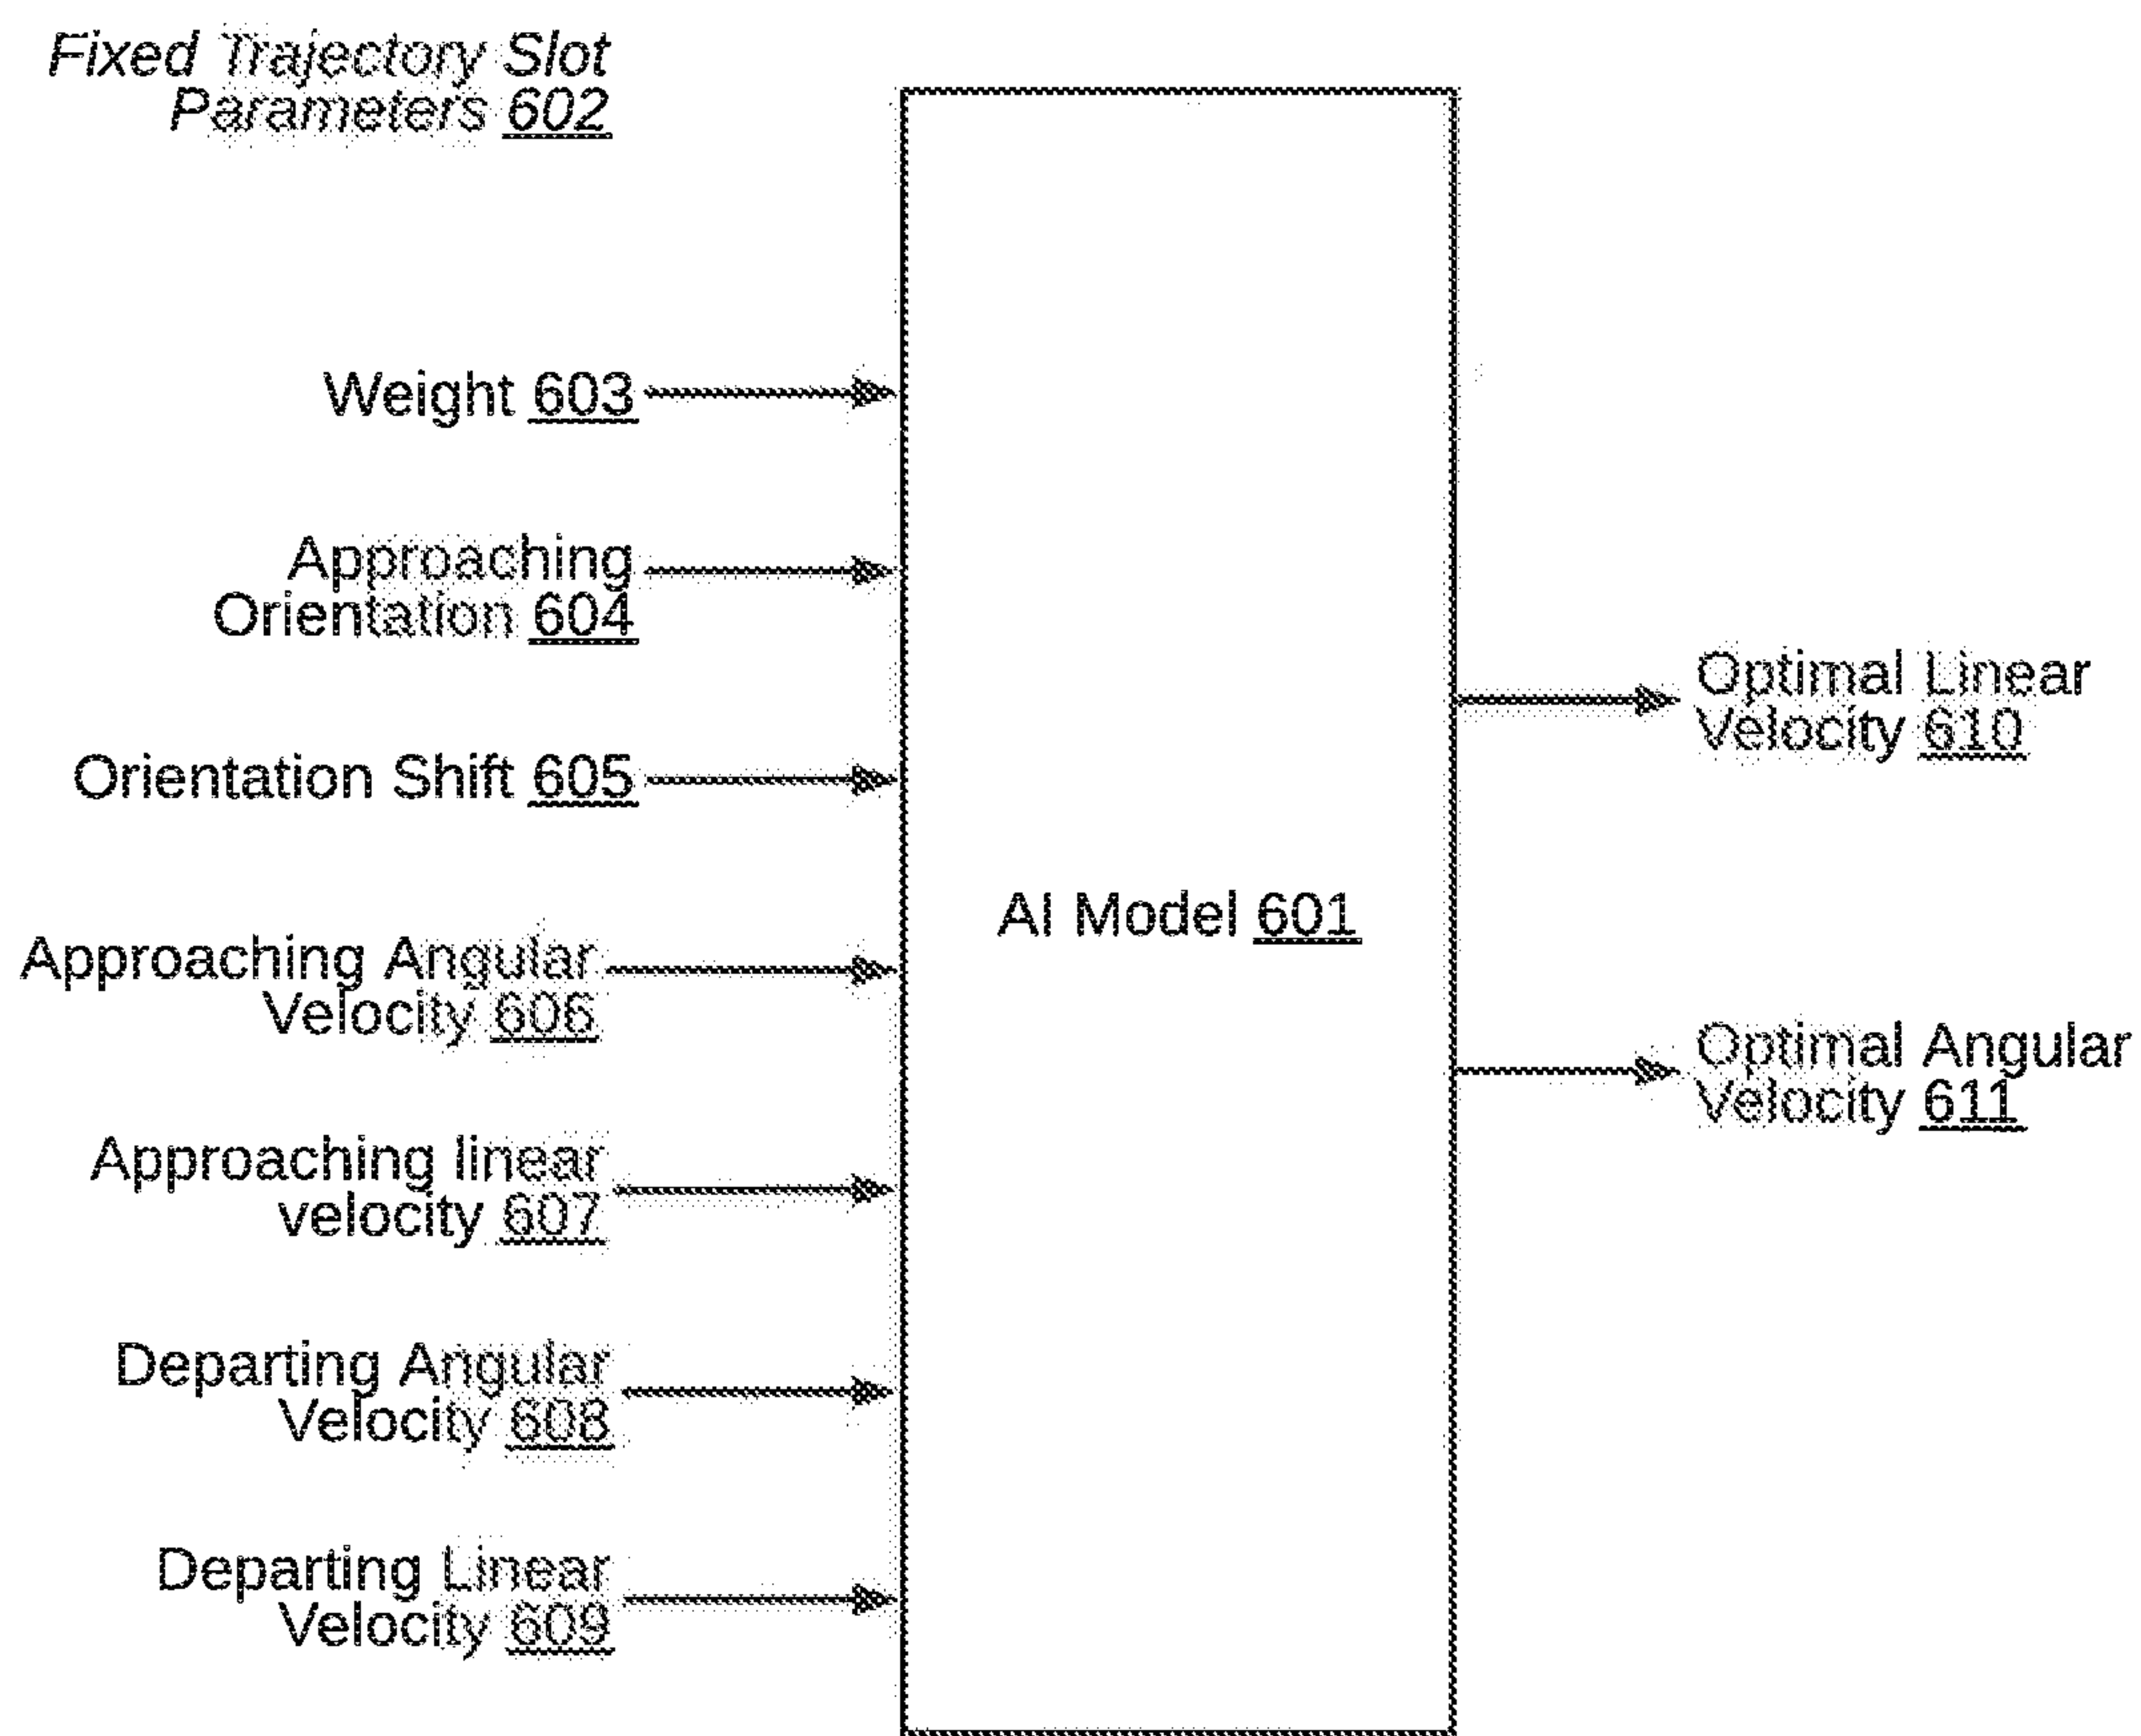 Fixed Trajectory Slot
Parameters 602
Weight 603
Approaching
Orientation 604
Orientation Shift 605
Approaching Angular
Velocity 606
Approaching linear
velocity 607
Departing Angular
Velocity 608
Departing Linear
Velocity 609
AI Model 601
Optimal Linear
Velocity 610
Optimal Angular
Velocity 611